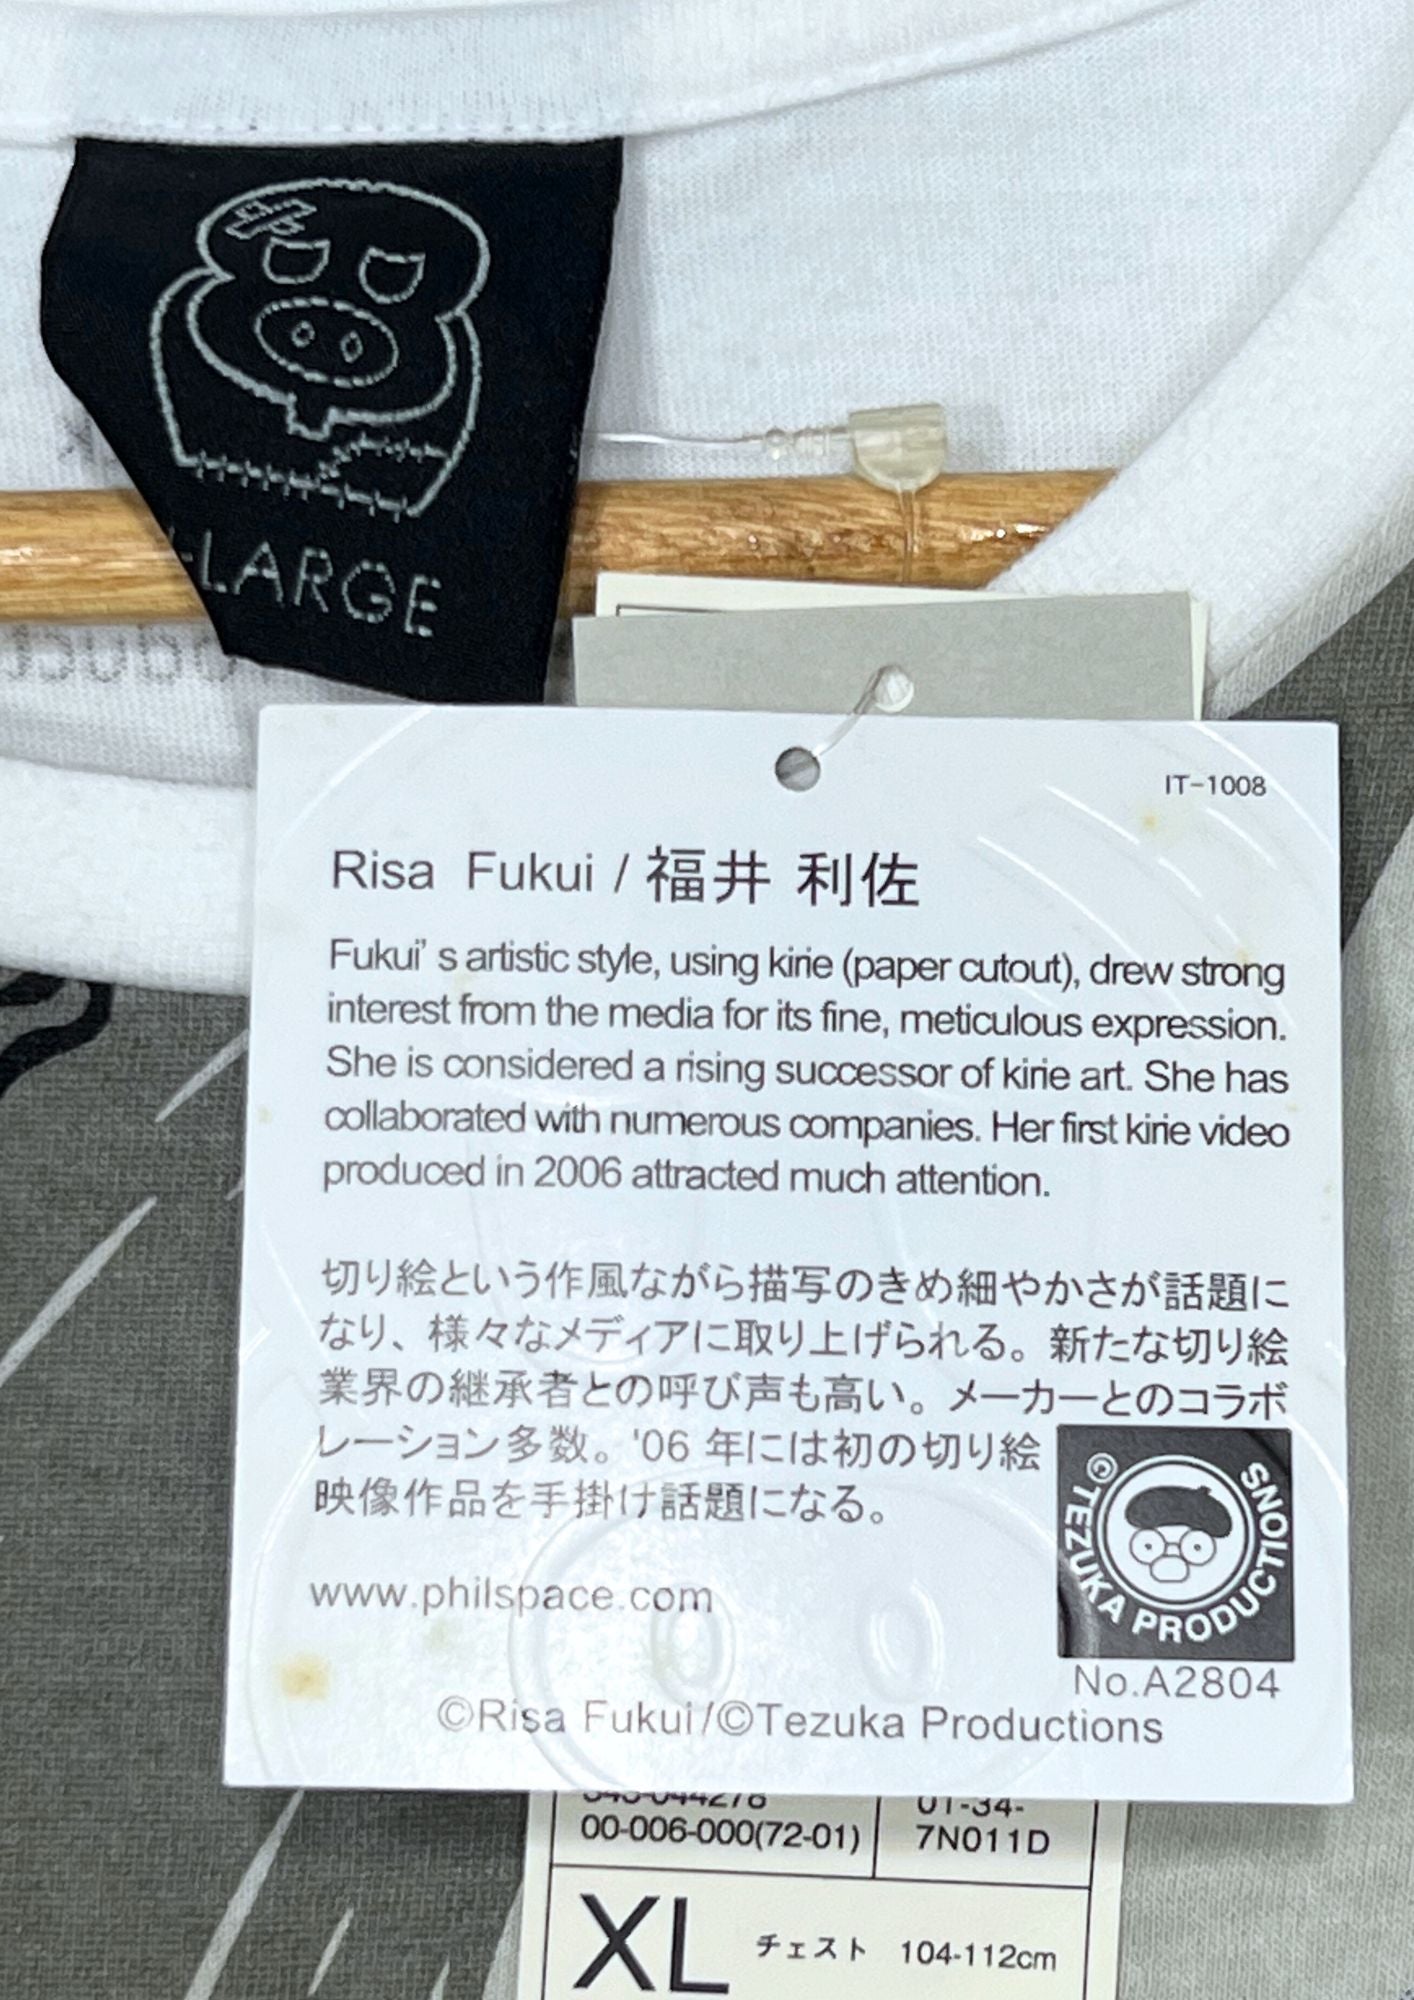 -LARGE
IT-1008
Risa Fukui / 福井 利佐
Fukui's artistic style, using kirie (paper cutout), drew strong
interest from the media for its fine, meticulous expression.
She is considered a rising successor of kirie art. She has
collaborated with numerous companies. Her first kirie video
produced in 2006 attracted much attention.
切り絵という作風ながら描写のきめ細やかさが話題に
なり、様々なメディアに取り上げられる。新たな切り絵
業界の継承者との呼び声も高い。メーカーとのコラボ
レーション多数。'06 年には初の切り絵
映像作品を手掛け話題になる。
©TEZUKA PRODUCTIONS
www.philspace.com
No.A2804
©Risa Fukui/©Tezuka Productions
01-34-
00-006-000(72-01) 7N011D
XL チェスト 104-112cm